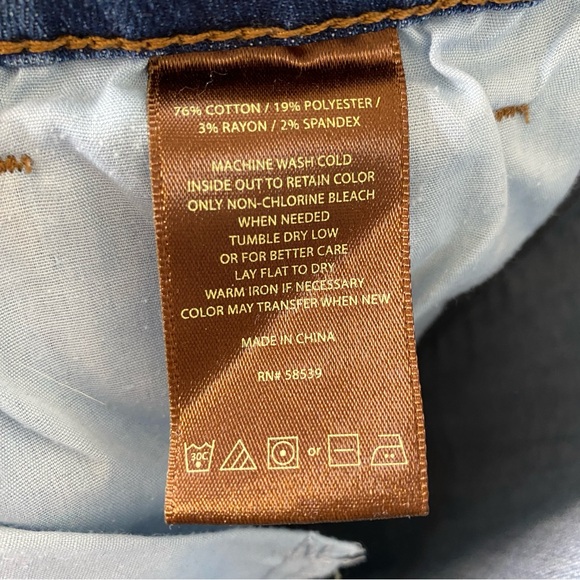 76% COTTON / 19% POLYESTER /
3% RAYON / 2% SPANDEX
MACHINE WASH COLD
INSIDE OUT TO RETAIN COLOR
ONLY NON-CHLORINE BLEACH
WHEN NEEDED
TUMBLE DRY LOW
OR FOR BETTER CARE
LAY FLAT TO DRY
WARM IRON IF NECESSARY
COLOR MAY TRANSFER WHEN NEW
MADE IN CHINA
RN# 58539
30C or